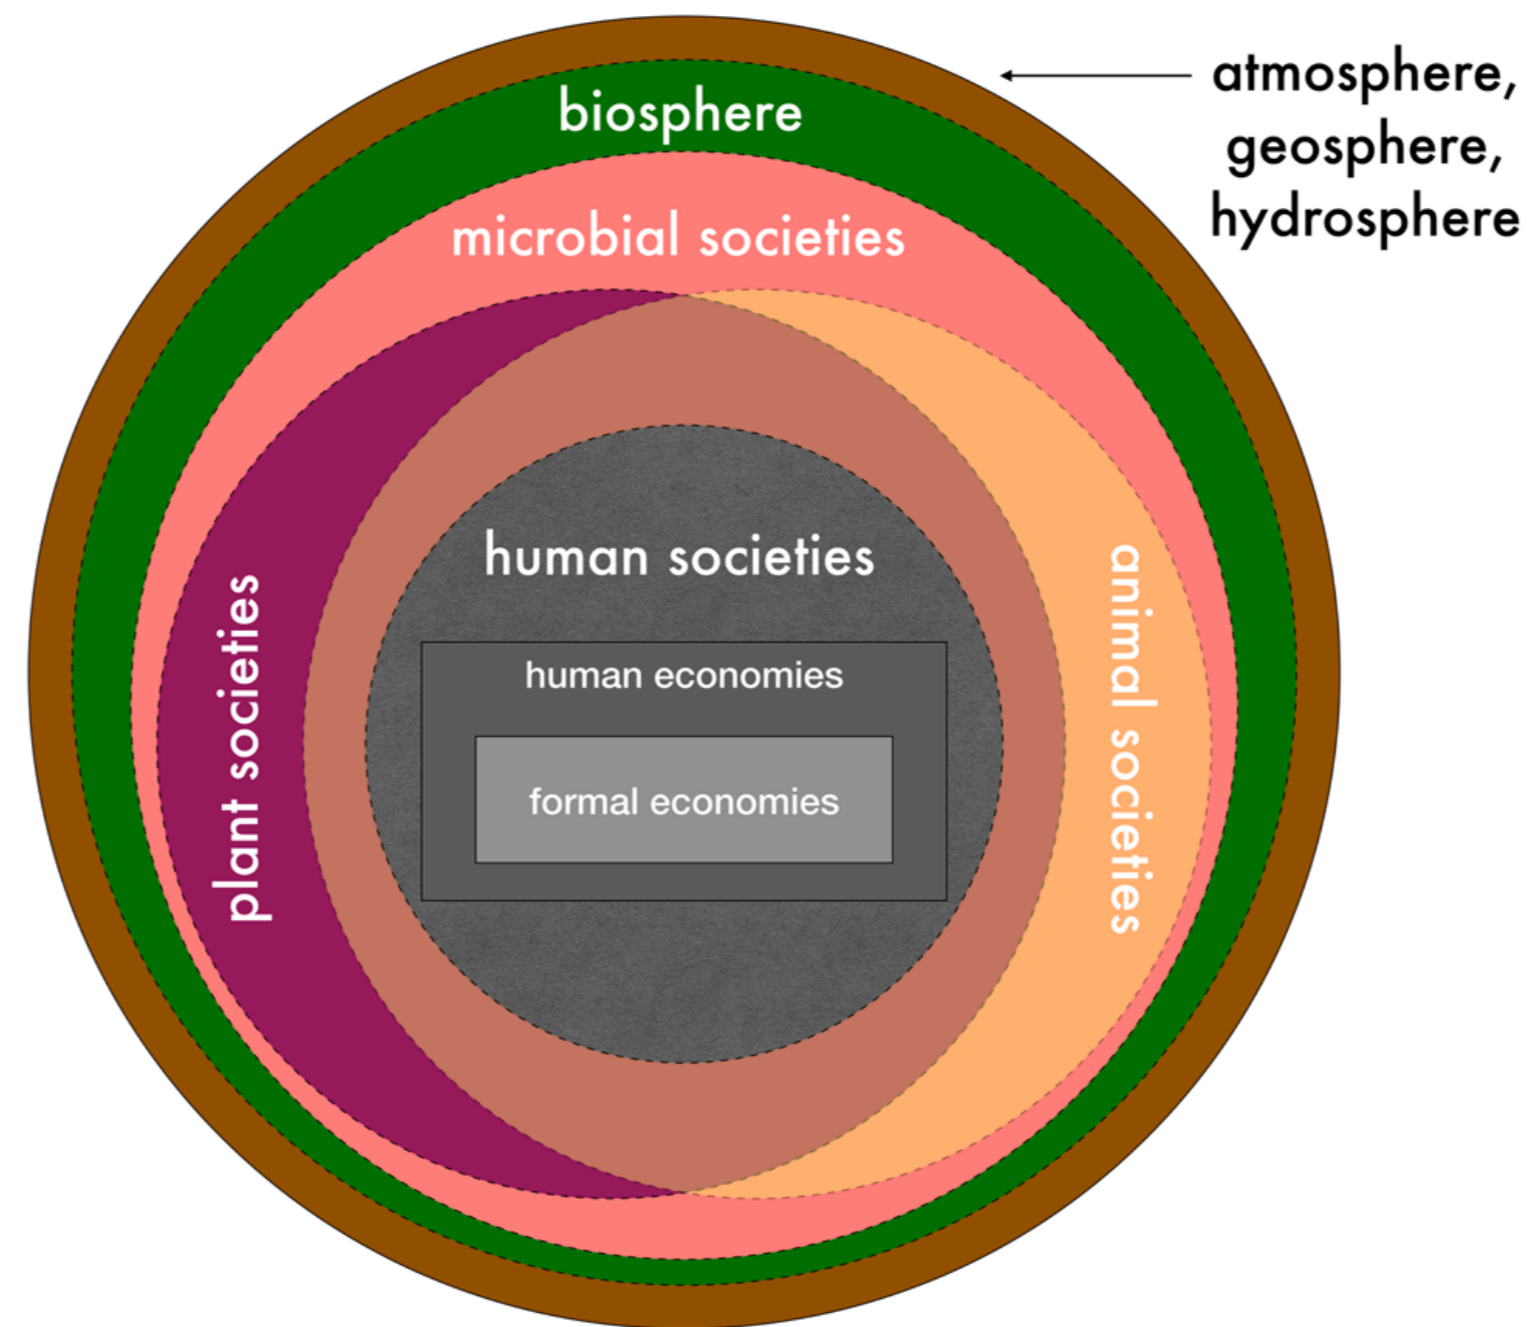 atmosphere,
geosphere,
hydrosphere
biosphere
microbial societies
plant societies
human societies
human economies
formal economies
animal societies